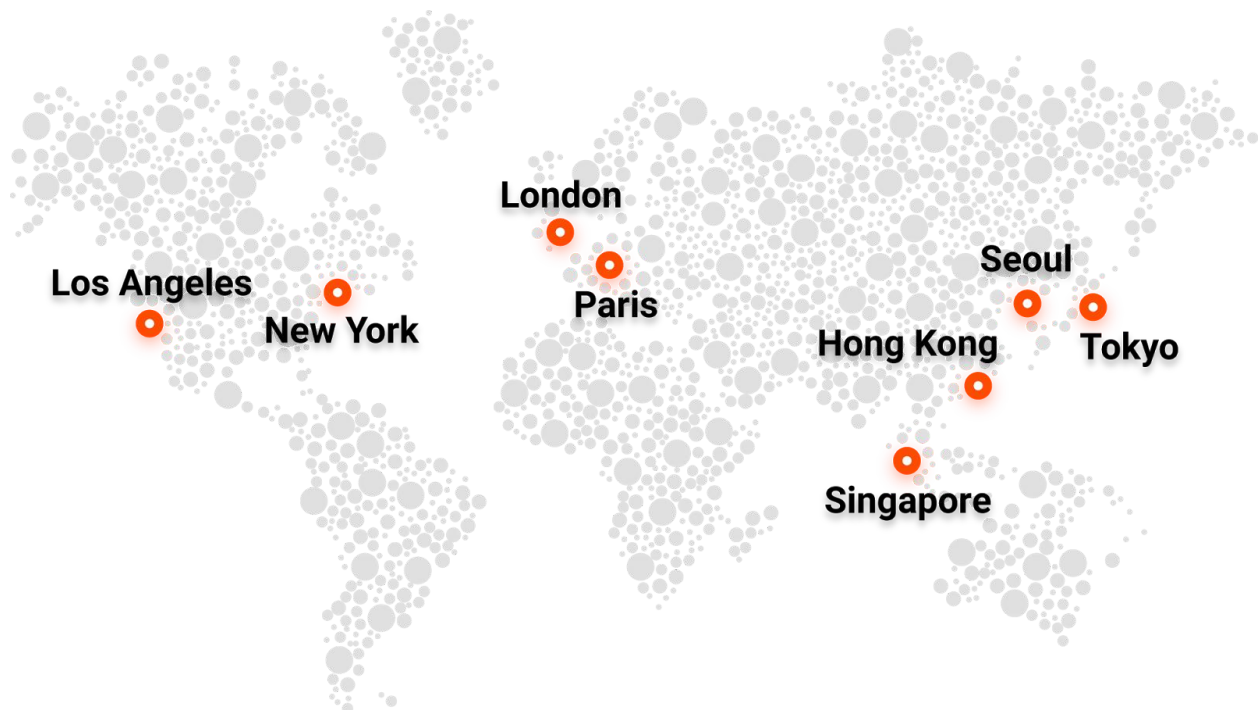 London
Seoul
Los Angeles
Paris
New York
Hong Kong
Tokyo
Singapore